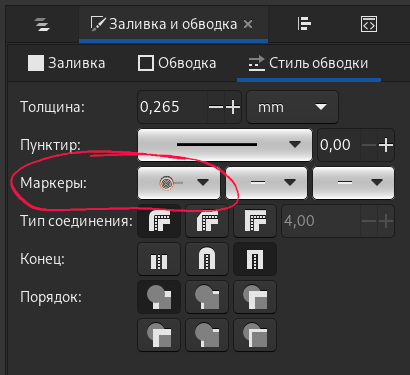 Заливка и обводка ×
Заливка Обводка Стиль обводки
Толщина: 0,265 mm
Пунктир: 0,00
Маркеры:
Тип соединения: 4,00
Конец:
Порядок: